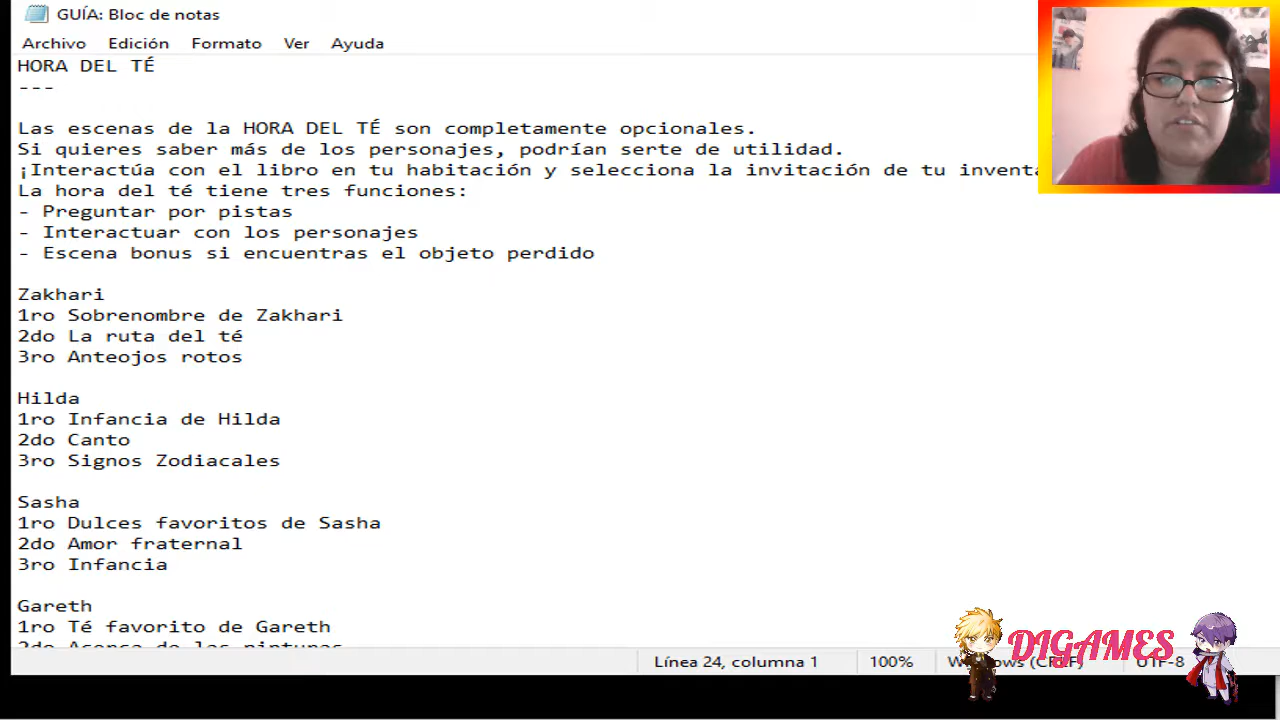 GUÍA: Bloc de notas
Archivo Edición Formato Ver Ayuda
HORA DEL TÉ
---
Las escenas de la HORA DEL TÉ son completamente opcionales.
Si quieres saber más de los personajes, podrían serte de utilidad.
¡Interactúa con el libro en tu habitación y selecciona la invitación de tu
La hora del té tiene tres funciones:
- Preguntar por pistas
- Interactuar con los personajes
- Escena bonus si encuentras el objeto perdido
Zakhari
1ro Sobrenombre de Zakhari
2do La ruta del té
3ro Anteojos rotos
Hilda
1ro Infancia de Hilda
2do Canto
3ro Signos Zodiacales
Sasha
1ro Dulces favoritos de Sasha
2do Amor fraternal
3ro Infancia
Gareth
1ro Té favorito de Gareth
2do Acerca de las pinturas
Línea 24, columna 1 100% (CRLF) UTF-8
DIGAMES